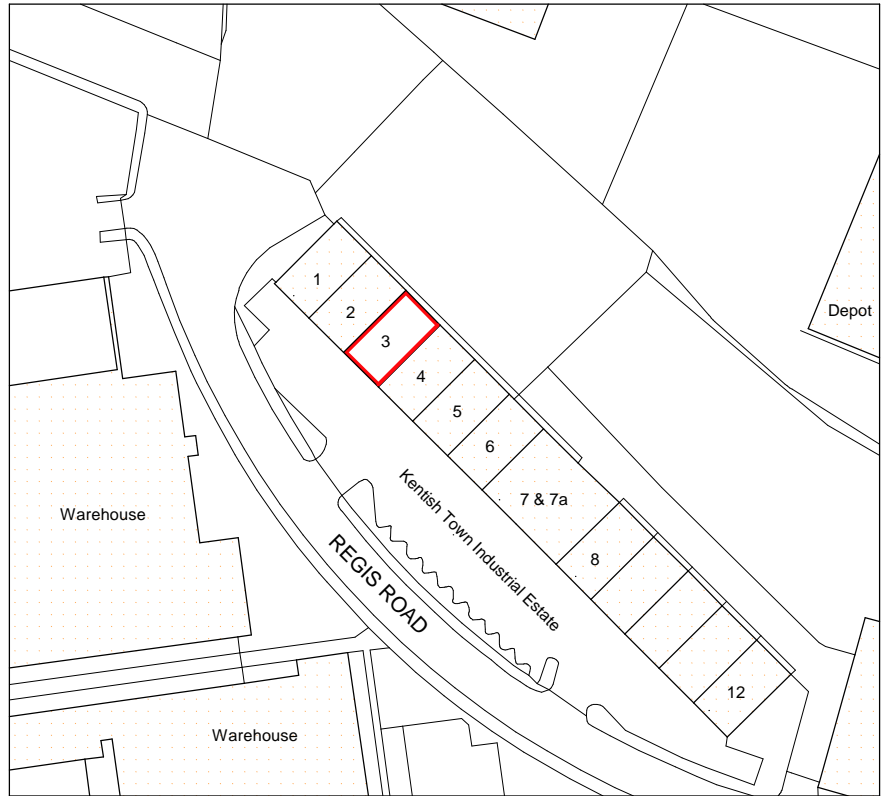 1
2
3
4
5
6
7 & 7a
8
12
Depot
Kentish Town Industrial Estate
REGIS ROAD
Warehouse
Warehouse